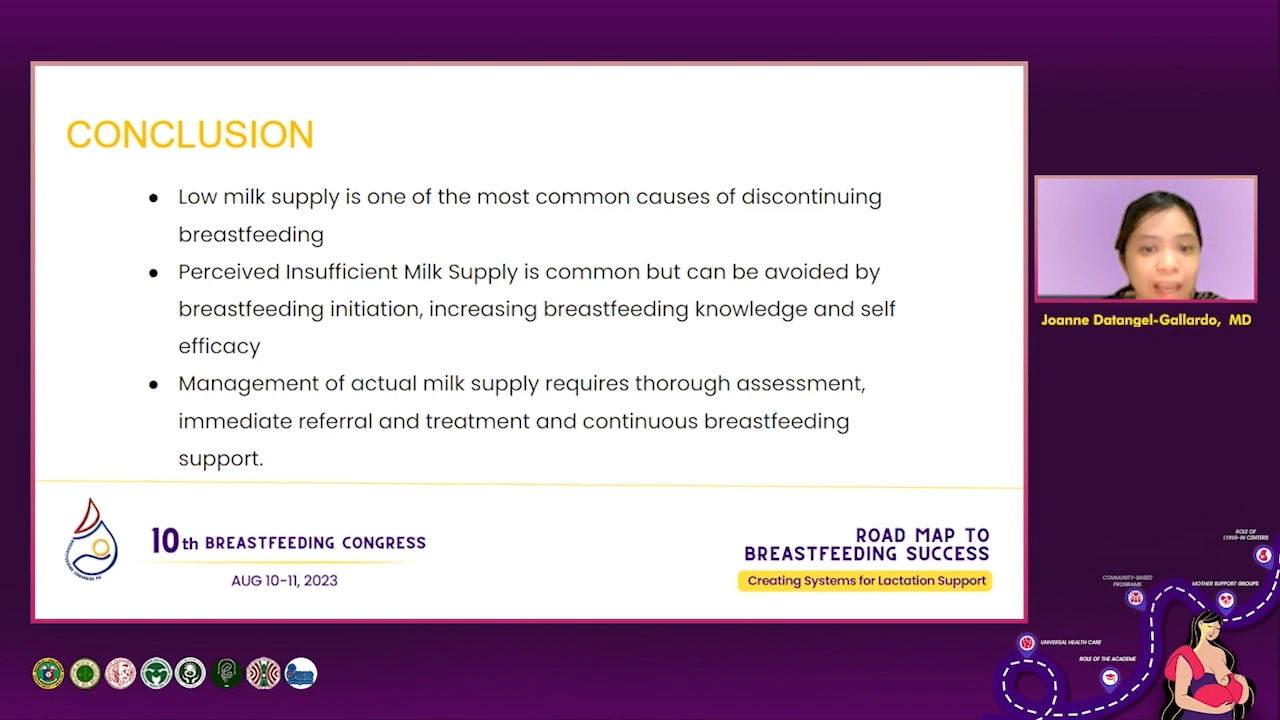 CONCLUSION
● Low milk supply is one of the most common causes of discontinuing
breastfeeding
● Perceived Insufficient Milk Supply is common but can be avoided by
breastfeeding initiation, increasing breastfeeding knowledge and self
efficacy
● Management of actual milk supply requires thorough assessment,
immediate referral and treatment and continuous breastfeeding
support.
10th BREASTFEEDING CONGRESS
AUG 10-11, 2023
ROAD MAP TO
BREASTFEEDING SUCCESS
Creating Systems for Lactation Support
Joanne Datangel-Gallardo, MD
ROLE OF
LYING-IN CENTERS
COMMUNITY-BASED
PROGRAMS
MOTHER SUPPORT GROUPS
UNIVERSAL HEALTH CARE
ROLE OF THE ACADEME